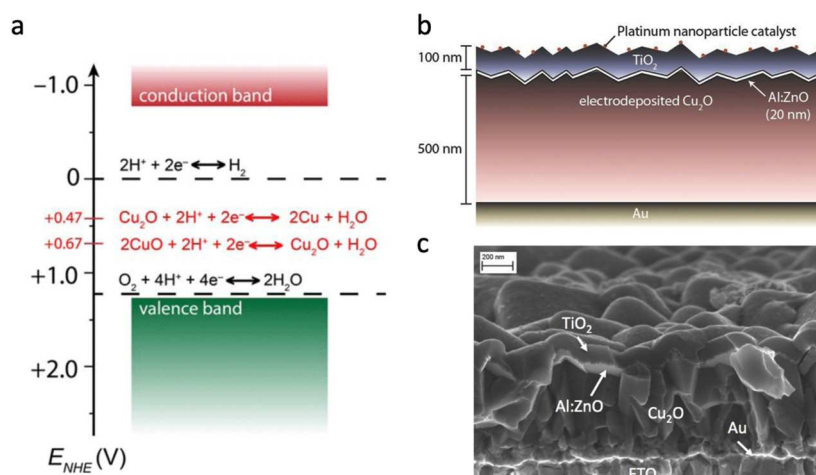 a
−1.0
0
+0.47
+0.67
+1.0
+2.0
E_NHE (V)
conduction band
2H⁺ + 2e⁻ ⟷ H₂
Cu₂O + 2H⁺ + 2e⁻ ⟷ 2Cu + H₂O
2CuO + 2H⁺ + 2e⁻ ⟷ Cu₂O + H₂O
O₂ + 4H⁺ + 4e⁻ ⟷ 2H₂O
valence band
b
Platinum nanoparticle catalyst
100 nm
TiO₂
electrodeposited Cu₂O
Al:ZnO
(20 nm)
500 nm
Au
c
200 nm
TiO₂
Al:ZnO
Cu₂O
Au
FTO